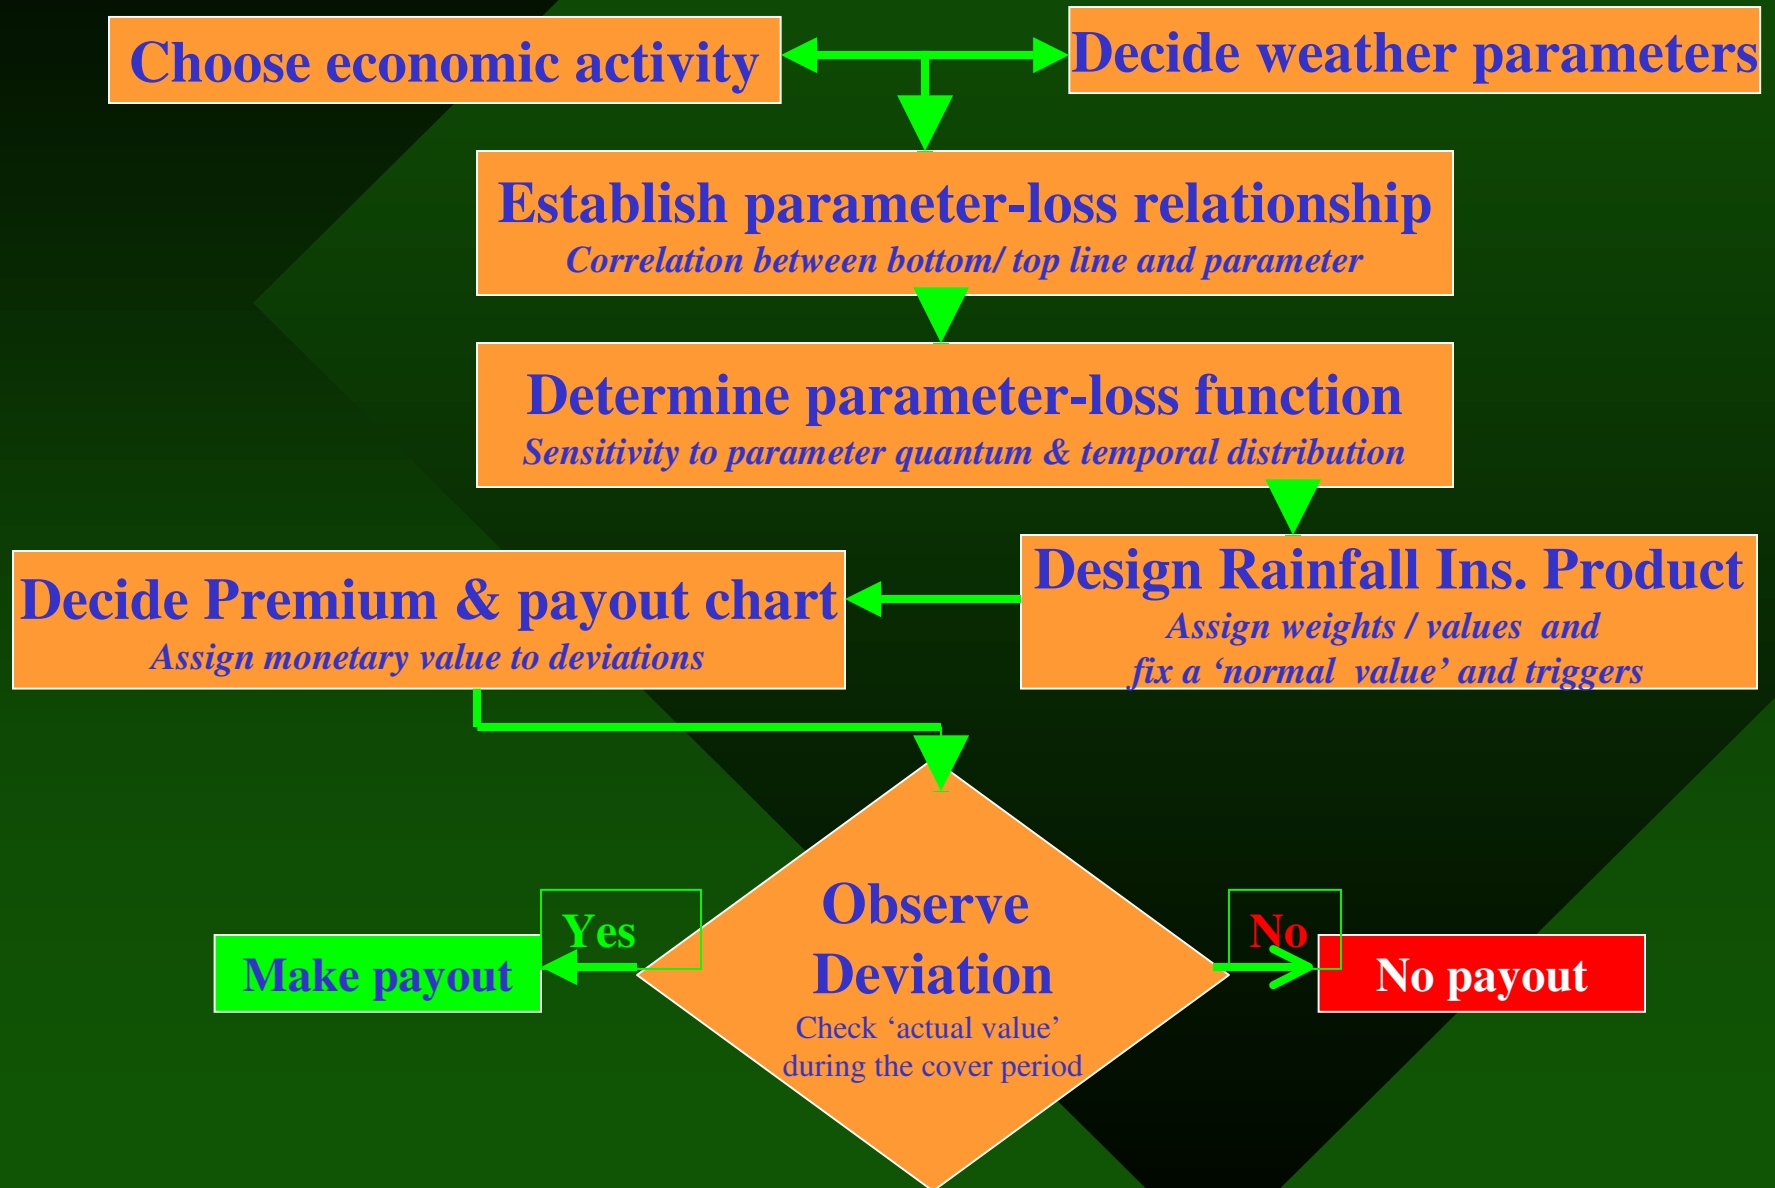 Choose economic activity
Decide weather parameters
Establish parameter-loss relationship
Correlation between bottom/ top line and parameter
Determine parameter-loss function
Sensitivity to parameter quantum & temporal distribution
Design Rainfall Ins. Product
Assign weights / values and
fix a ‘normal value’ and triggers
Decide Premium & payout chart
Assign monetary value to deviations
Observe
Deviation
Check ‘actual value’
during the cover period
Yes
Make payout
No
No payout